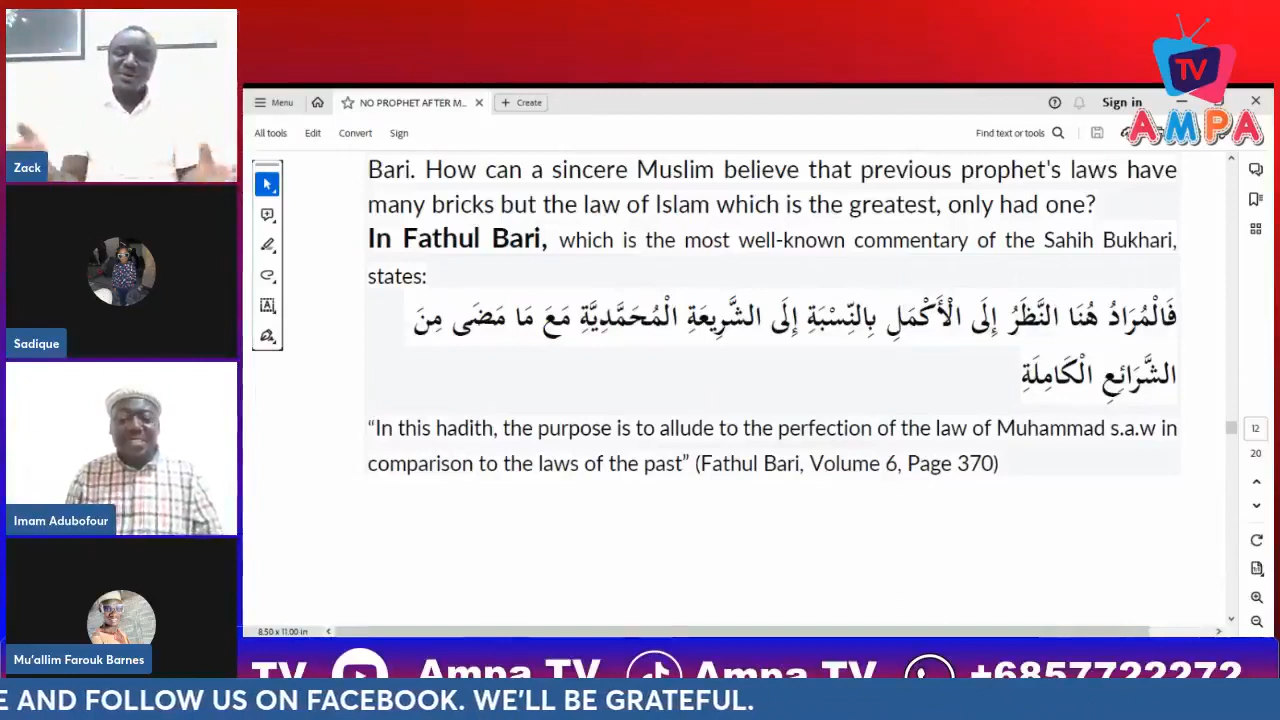 Zack
Sadique
Imam Adubofour
Mu'allim Farouk Barnes
TV
AMPA
Menu
NO PROPHET AFTER M...
Create
Sign in
All tools
Edit
Convert
Sign
Find text or tools
Bari. How can a sincere Muslim believe that previous prophet's laws have
many bricks but the law of Islam which is the greatest, only had one?
In Fathul Bari, which is the most well-known commentary of the Sahih Bukhari,
states:
فَالْمُرَادُ هُنَا النَّظَرُ إِلَى الْأَكْمَلِ بِالنِّسْبَةِ إِلَى الشَّرِيعَةِ الْمُحَمَّدِيَّةِ مَعَ مَا مَضَى مِنَ
الشَّرَائِعِ الْكَامِلَةِ
“In this hadith, the purpose is to allude to the perfection of the law of Muhammad s.a.w in
comparison to the laws of the past” (Fathul Bari, Volume 6, Page 370)
12
20
8.50 x 11.00 in
TV Ampa TV Ampa TV +6857722272
E AND FOLLOW US ON FACEBOOK. WE'LL BE GRATEFUL.